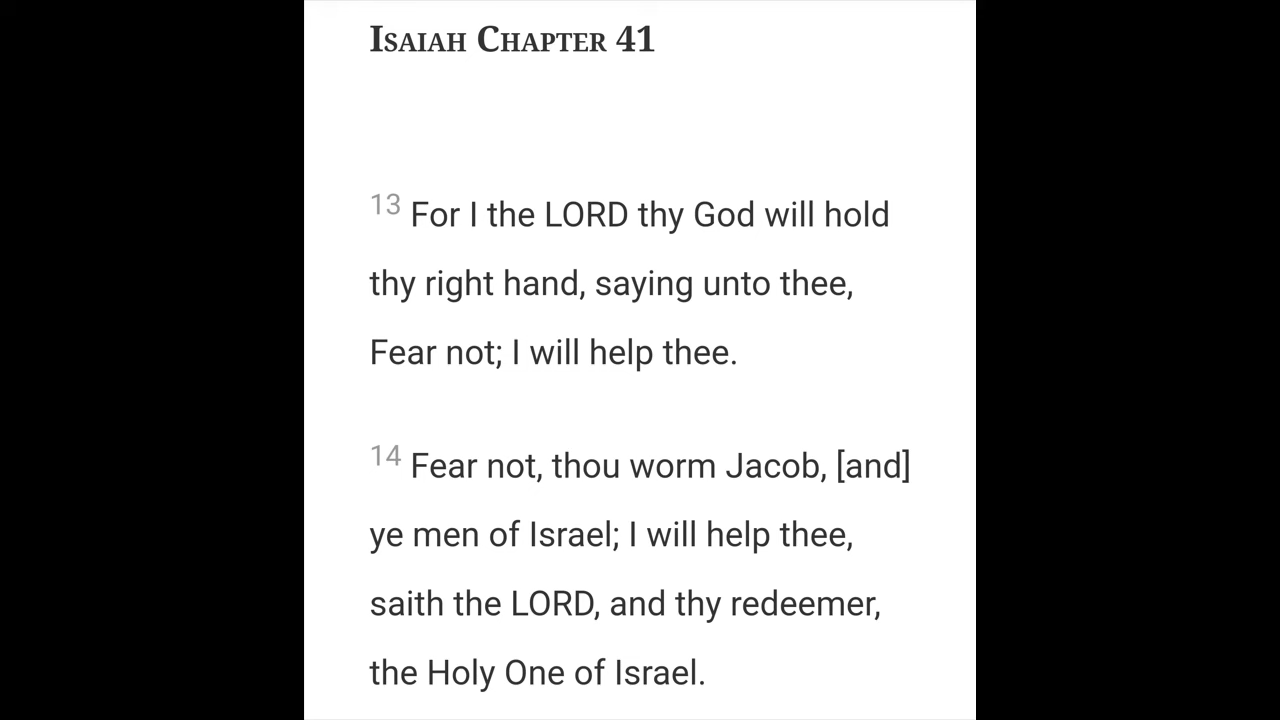 Isaiah Chapter 41
13 For I the LORD thy God will hold
thy right hand, saying unto thee,
Fear not; I will help thee.
14 Fear not, thou worm Jacob, [and]
ye men of Israel; I will help thee,
saith the LORD, and thy redeemer,
the Holy One of Israel.